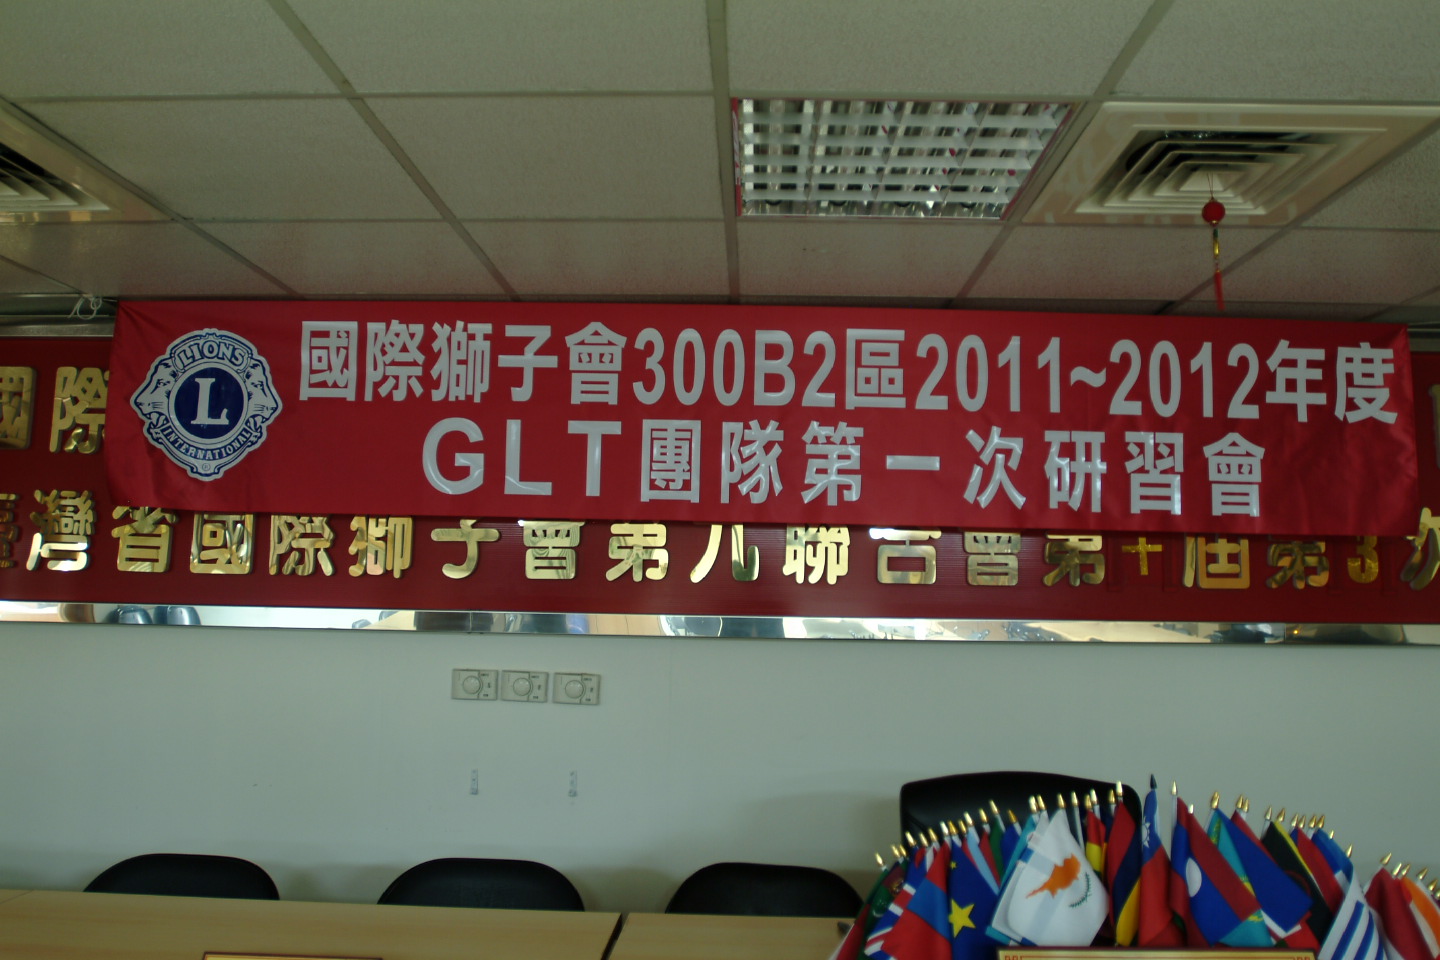 LIONS
L
INTERNATIONAL
國際獅子會300B2區2011~2012年度
GLT團隊第一次研習會
國際
灣省國際獅子會第九聯合會第十屆第3次